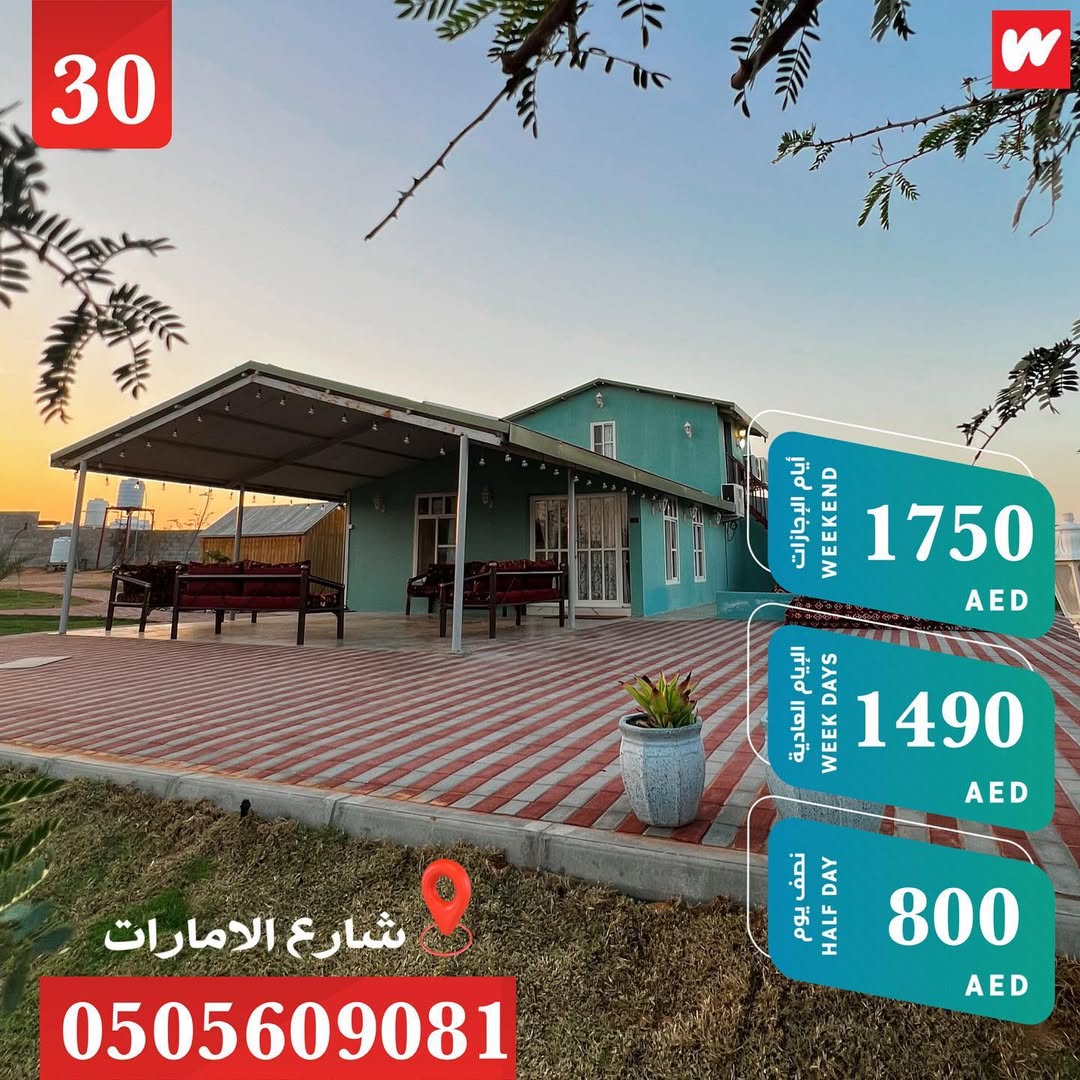 30
W
أيام الإجازات
WEEKEND
1750
AED
الإيام العادية
WEEK DAYS
1490
AED
نصف يوم
HALF DAY
800
AED
شارع الامارات
0505609081